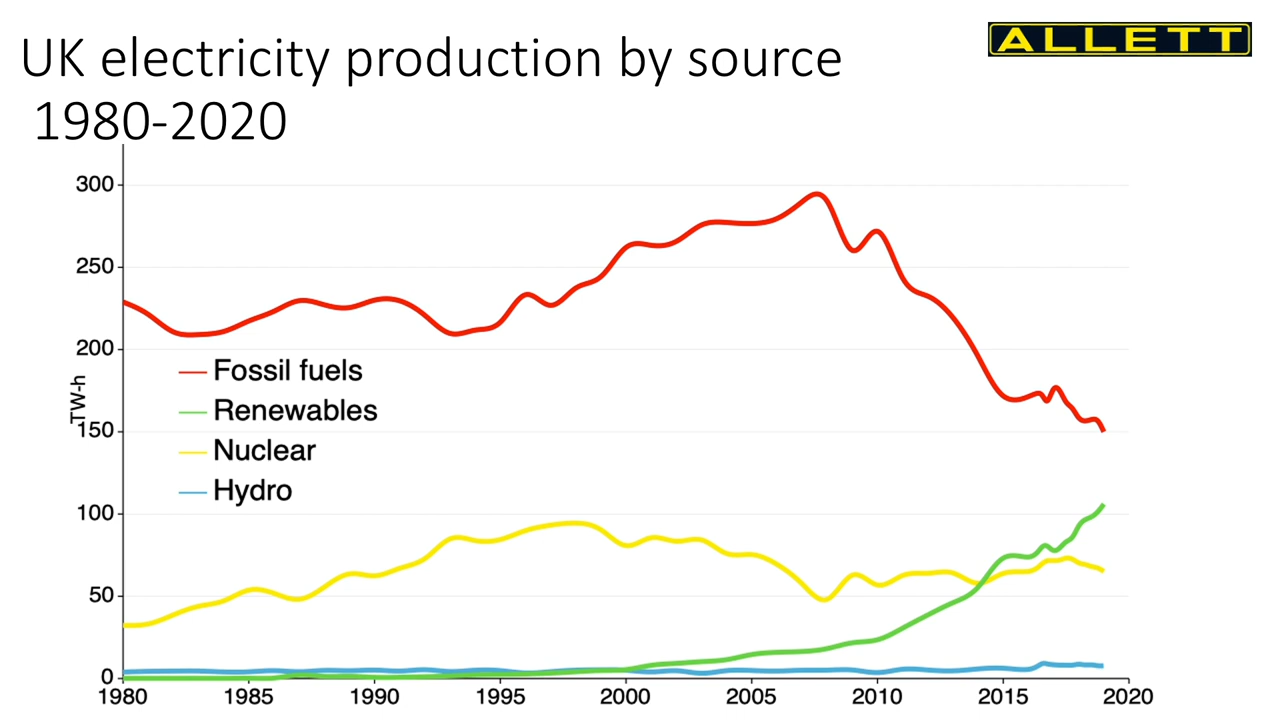 UK electricity production by source
1980-2020
ALLETT
300
250
200
150
100
50
0
TW-h
Fossil fuels
Renewables
Nuclear
Hydro
1980 1985 1990 1995 2000 2005 2010 2015 2020